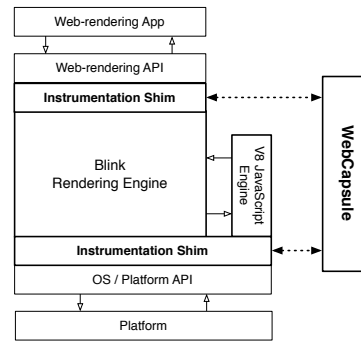 Web-rendering App
Web-rendering API
Instrumentation Shim
Blink
Rendering Engine
V8 JavaScript
Engine
WebCapsule
Instrumentation Shim
OS / Platform API
Platform